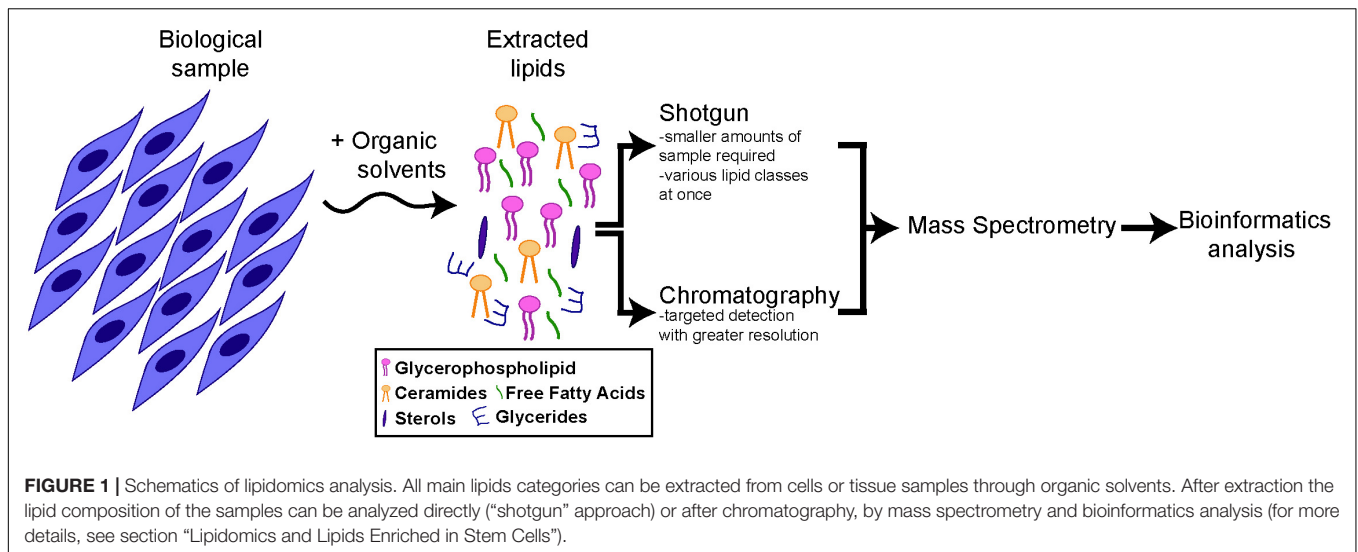 Biological
sample
+ Organic
solvents
Extracted
lipids
Glycerophospholipid
Ceramides Free Fatty Acids
Sterols Glycerides
Shotgun
-smaller amounts of
sample required
-various lipid classes
at once
Chromatography
-targeted detection
with greater resolution
Mass Spectrometry
Bioinformatics
analysis
FIGURE 1 | Schematics of lipidomics analysis. All main lipids categories can be extracted from cells or tissue samples through organic solvents. After extraction the
lipid composition of the samples can be analyzed directly (“shotgun” approach) or after chromatography, by mass spectrometry and bioinformatics analysis (for more
details, see section “Lipidomics and Lipids Enriched in Stem Cells”).